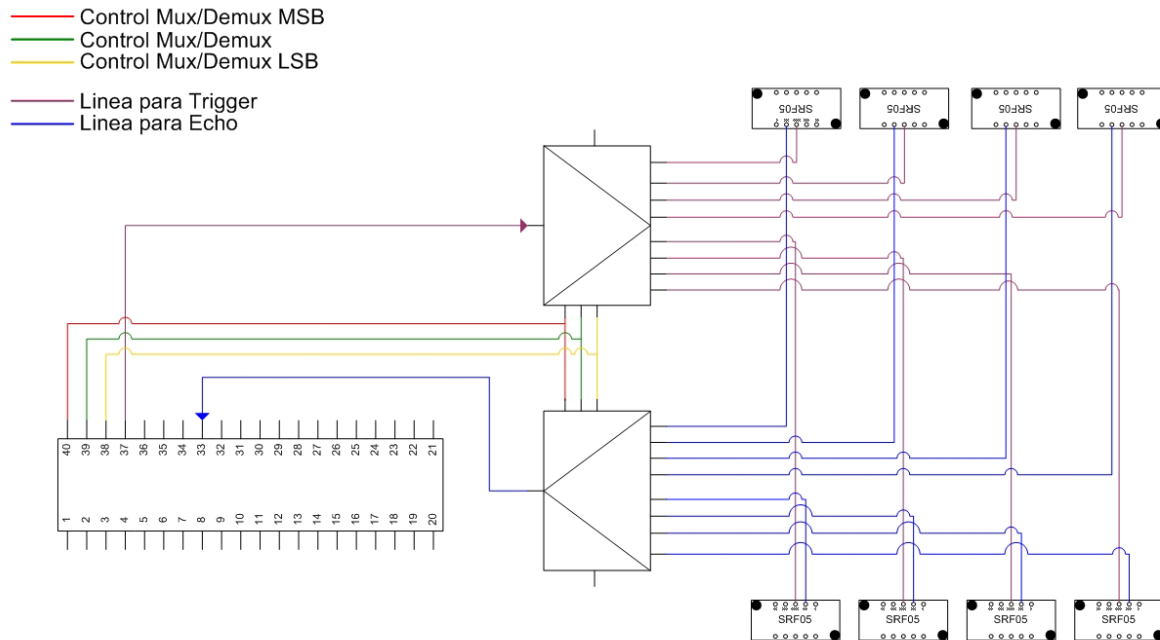 Control Mux/Demux MSB
Control Mux/Demux
Control Mux/Demux LSB
Linea para Trigger
Linea para Echo
SRF05 SRF05 SRF05 SRF05
40 39 38 37 36 35 34 33 32 31 30 29 28 27 26 25 24 23 22 21
1 2 3 4 5 6 7 8 9 10 11 12 13 14 15 16 17 18 19 20
SRF05 SRF05 SRF05 SRF05